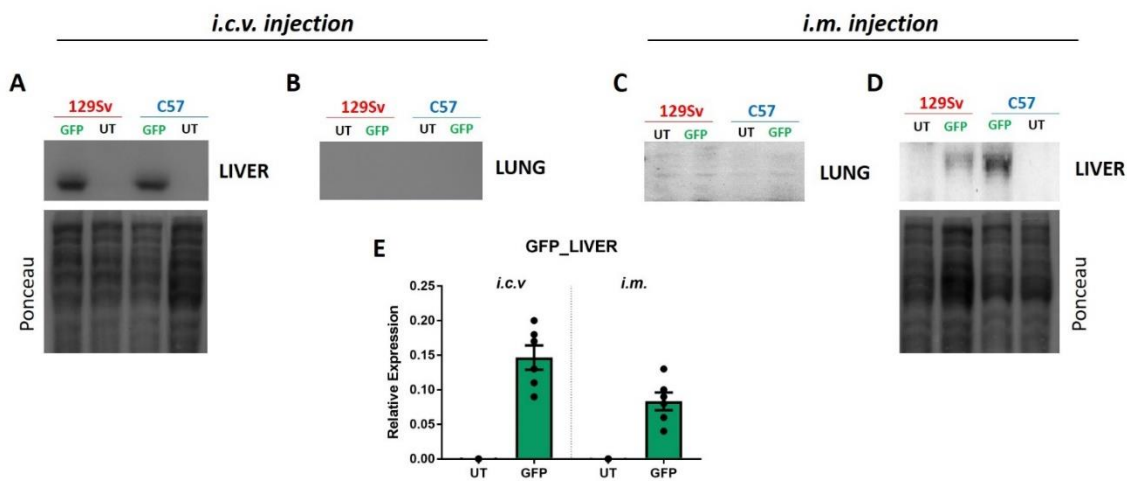 i.c.v. injection
i.m. injection
A
129Sv C57
GFP UT GFP UT
LIVER
Ponceau
B
129Sv C57
UT GFP UT GFP
LUNG
C
129Sv C57
UT GFP UT GFP
LUNG
D
129Sv C57
UT GFP GFP UT
LIVER
Ponceau
E
GFP_LIVER
i.c.v i.m.
Relative Expression
0.25
0.20
0.15
0.10
0.05
0.00
UT GFP UT GFP